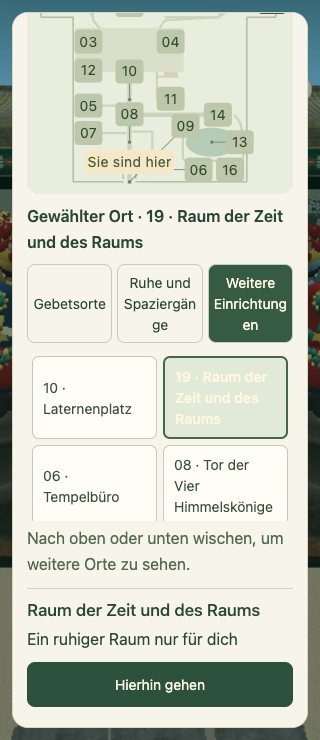 03
04
12
10
05
11
08
14
07
09
13
Sie sind hier
06
16
Gewählter Ort · 19 · Raum der Zeit
und des Raums
Gebetsorte
Ruhe und
Spaziergän
ge
Weitere
Einrichtung
en
10 ·
Laternenplatz
19 · Raum der
Zeit und des
Raums
06 ·
Tempelbüro
08 · Tor der
Vier
Himmelskönige
Nach oben oder unten wischen, um
weitere Orte zu sehen.
Raum der Zeit und des Raums
Ein ruhiger Raum nur für dich
Hierhin gehen